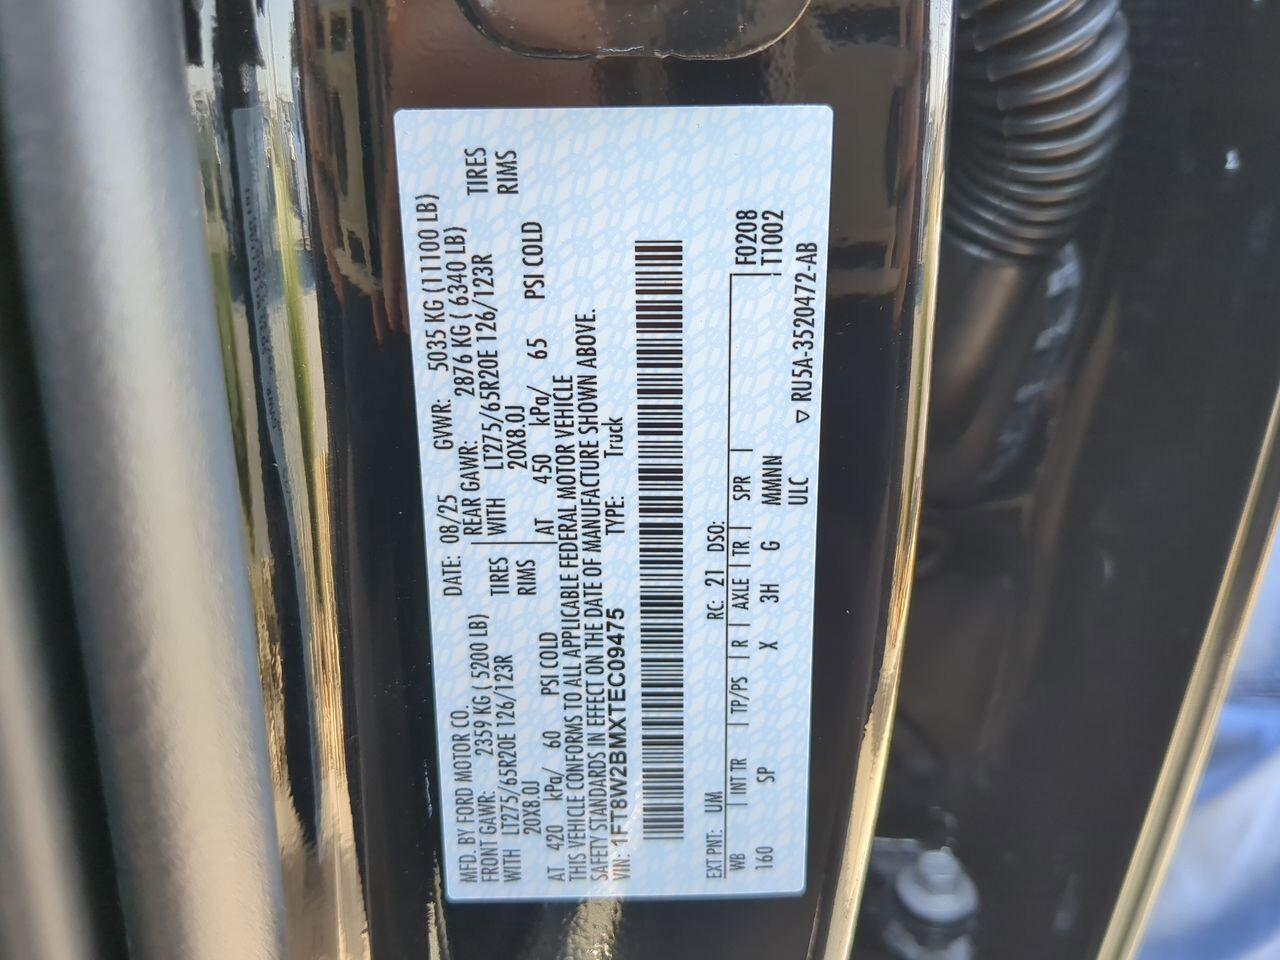 MFD. BY FORD MOTOR CO.
DATE: 08/25 GVWR: 5035 KG (11100 LB)
FRONT GAWR: 2359 KG ( 5200 LB) REAR GAWR: 2876 KG ( 6340 LB)
WITH LT275/65R20E 126/123R TIRES WITH LT275/65R20E 126/123R TIRES
20X8.0J RIMS 20X8.0J RIMS
AT 420 kPa/ 60 PSI COLD AT 450 kPa/ 65 PSI COLD
THIS VEHICLE CONFORMS TO ALL APPLICABLE FEDERAL MOTOR VEHICLE
SAFETY STANDARDS IN EFFECT ON THE DATE OF MANUFACTURE SHOWN ABOVE.
VIN: 1FT8W2BMXTEC09475 TYPE: Truck
EXT PNT: UM RC: 21 DSO: F0208
WB INT TR TP/PS R AXLE TR SPR T1002
160 SP X 3H G MMNN
ULC ▽ RU5A-3520472-AB